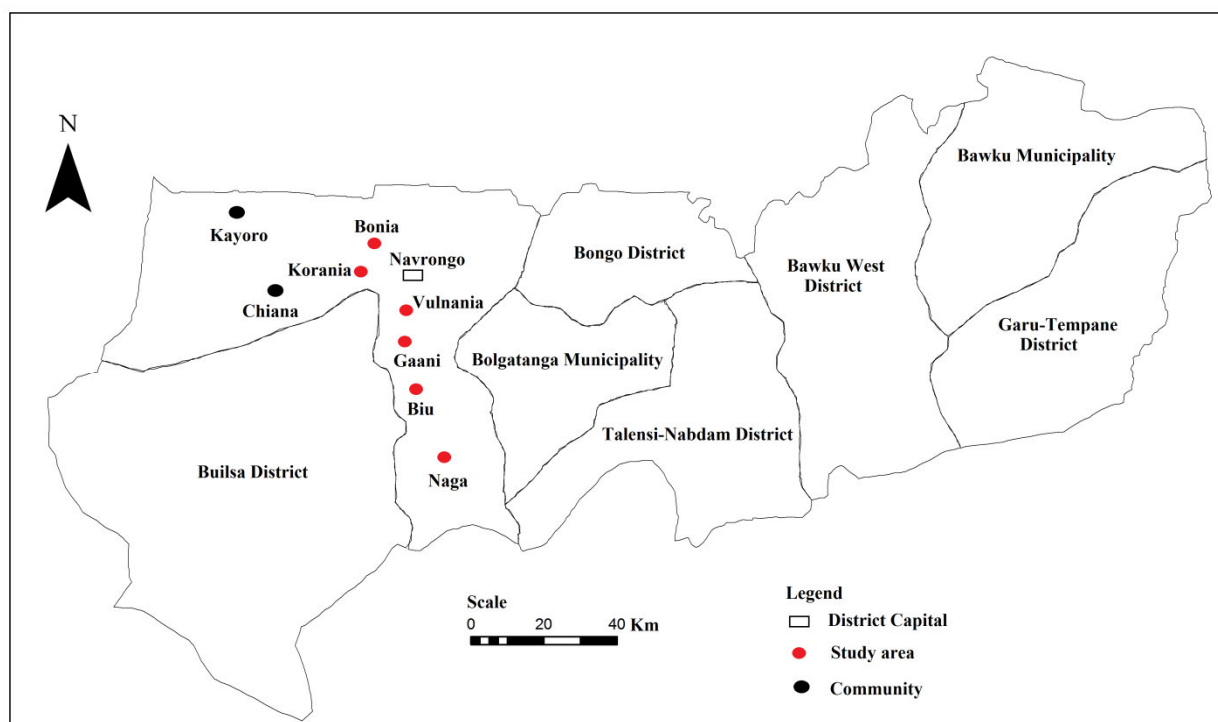 N
Kayoro
Bonia
Korania
Navrongo
Chiana
Vulnania
Gaani
Biu
Naga
Builsa District
Bongo District
Bolgatanga Municipality
Talensi-Nabdam District
Bawku West
District
Bawku Municipality
Garu-Tempane
District
Scale
0 20 40 Km
Legend
District Capital
Study area
Community